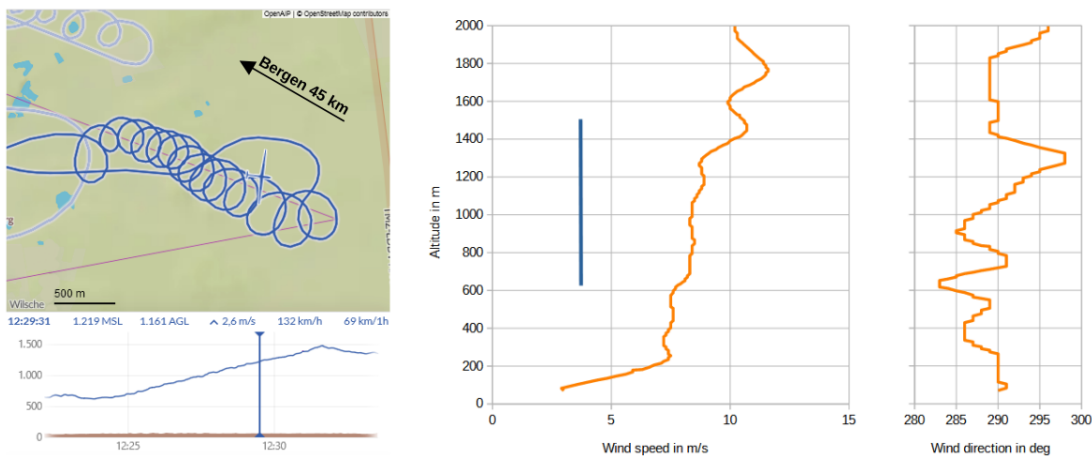 OpenAIP | © OpenStreetMap contributors
Bergen 45 km
500 m
Wilsche
12:29:31 1.219 MSL 1.161 AGL 2,6 m/s 132 km/h 69 km/1h
1.500
1.000
500
0
12:25 12:30
2000
1800
1600
1400
1200
1000
800
600
400
200
0
0 5 10 15
Altitude in m
Wind speed in m/s
280 285 290 295 300
Wind direction in deg